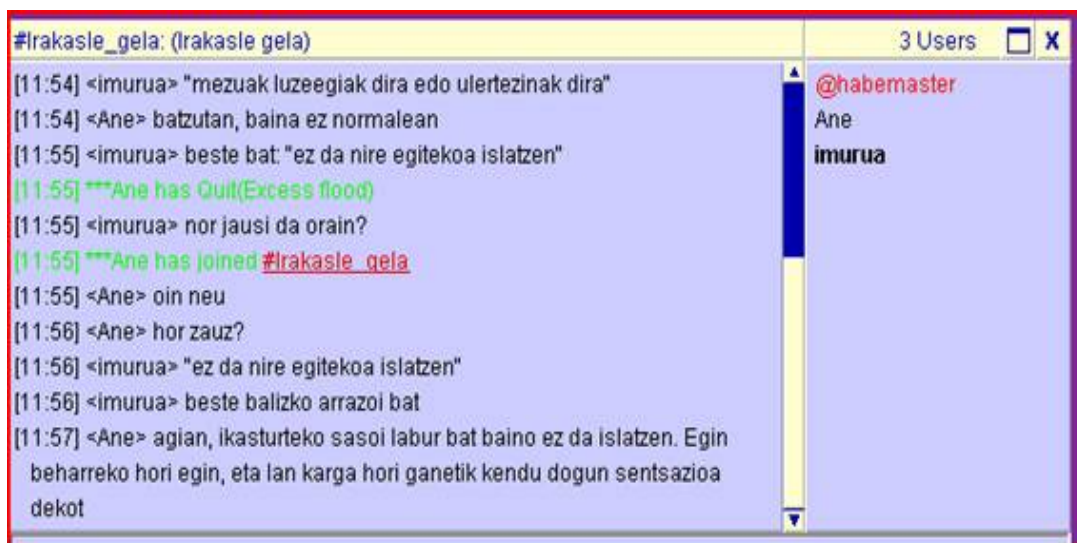 #Irakasle_gela: (Irakasle gela)
3 Users X
[11:54] <imurua> "mezuak luzeegiak dira edo ulertezinak dira"
[11:54] <Ane> batzutan, baina ez normalean
[11:55] <imurua> beste bat: "ez da nire egitekoa islatzen"
[11:55] ***Ane has Quit(Excess flood)
[11:55] <imurua> nor jausi da orain?
[11:55] ***Ane has joined #Irakasle_gela
[11:55] <Ane> oin neu
[11:56] <Ane> hor zauz?
[11:56] <imurua> "ez da nire egitekoa islatzen"
[11:56] <imurua> beste balizko arrazoi bat
[11:57] <Ane> agian, ikasturteko sasoi labur bat baino ez da islatzen. Egin
beharreko hori egin, eta lan karga hori ganetik kendu dogun sentsazioa
dekot
@habemaster
Ane
imurua